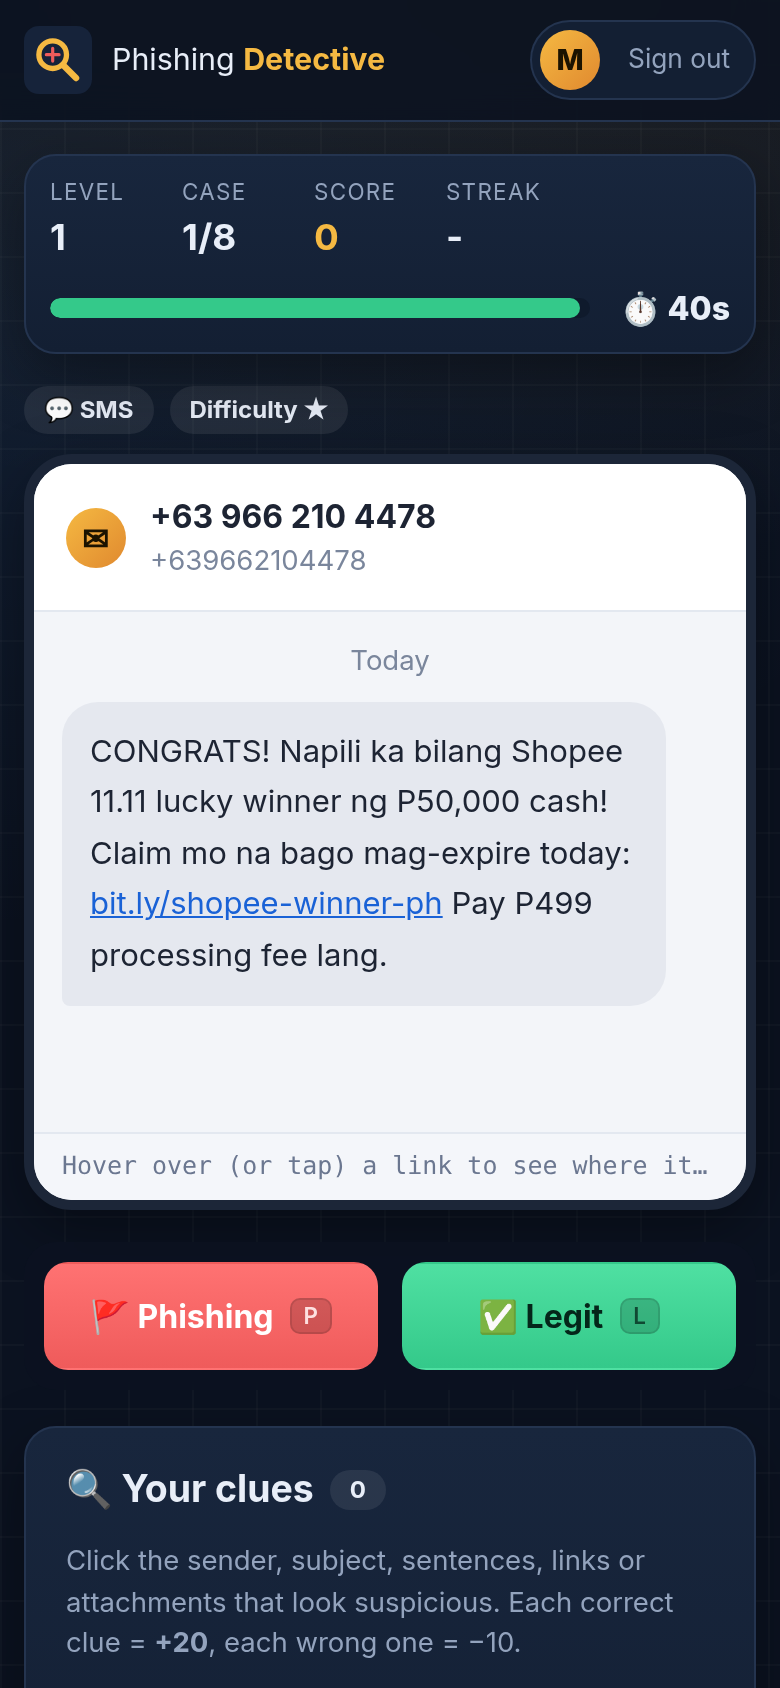 Phishing Detective
M
Sign out
LEVEL CASE SCORE STREAK
1 1/8 0 -
⏱️ 40s
💬 SMS
Difficulty ★
+63 966 210 4478
+639662104478
Today
CONGRATS! Napili ka bilang Shopee
11.11 lucky winner ng P50,000 cash!
Claim mo na bago mag-expire today:
bit.ly/shopee-winner-ph Pay P499
processing fee lang.
Hover over (or tap) a link to see where it…
🚩 Phishing P
✅ Legit L
🔍 Your clues 0
Click the sender, subject, sentences, links or
attachments that look suspicious. Each correct
clue = +20, each wrong one = −10.